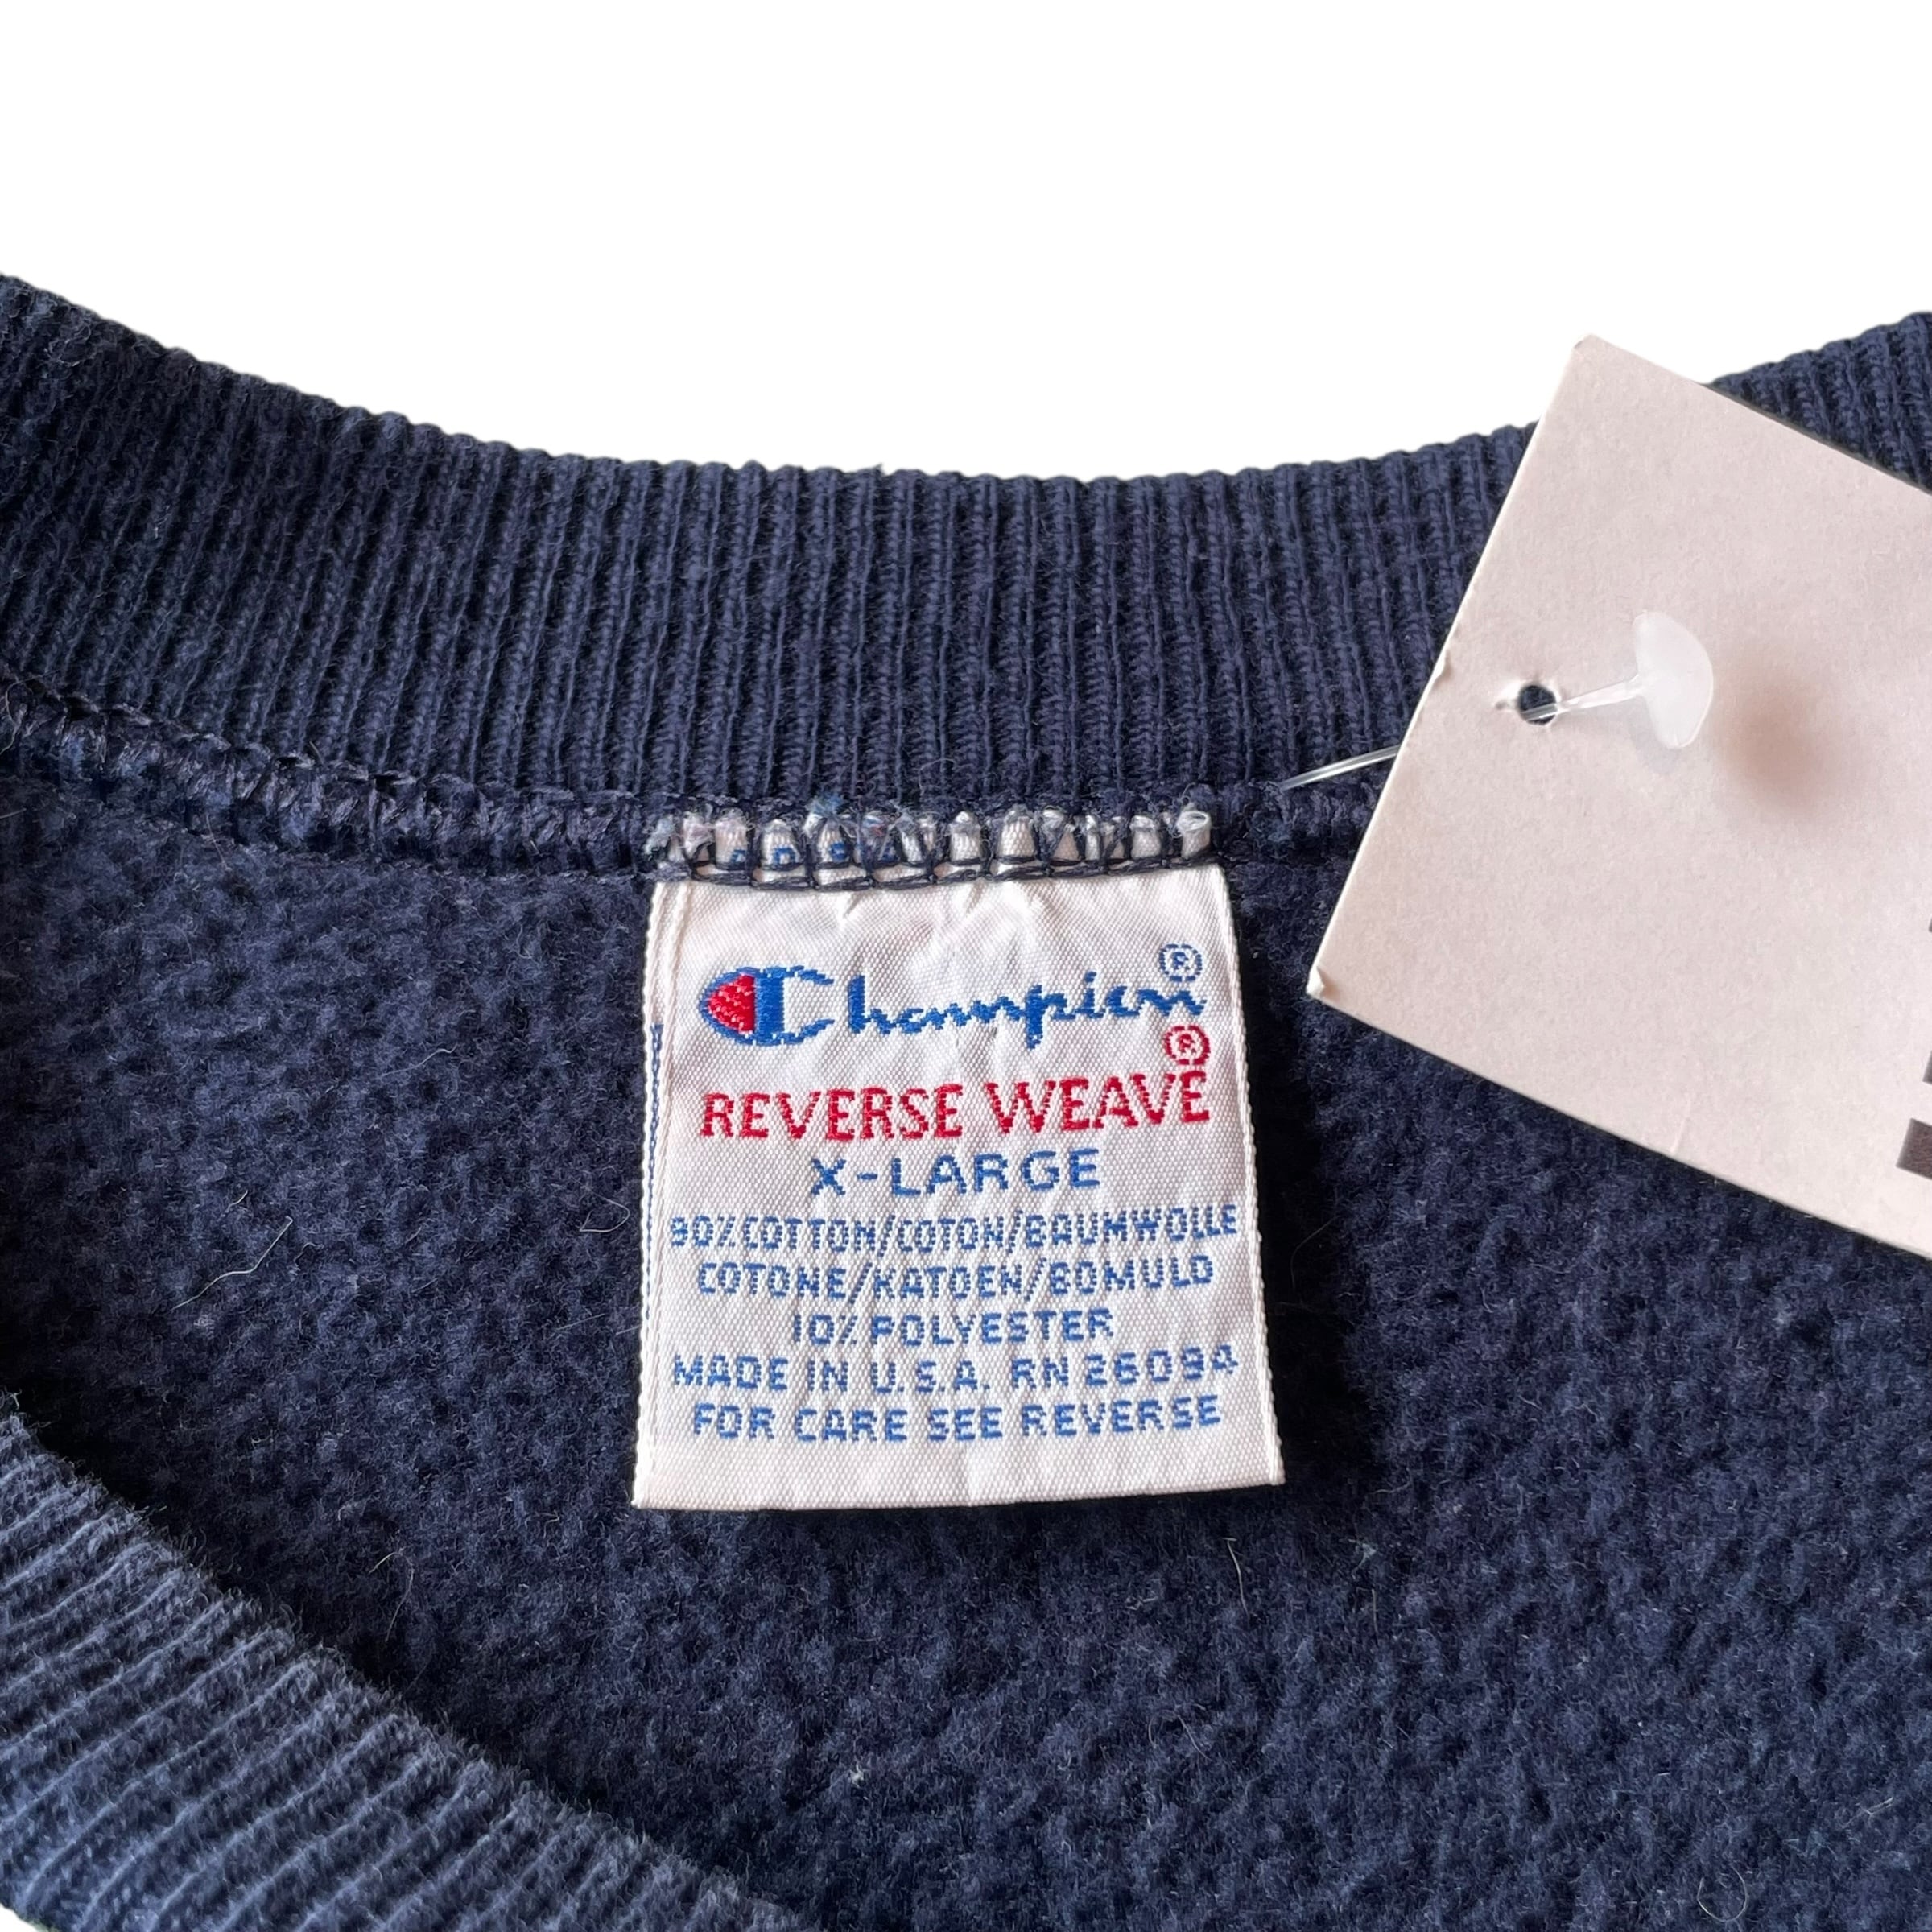 Champion®
REVERSE WEAVE®
X-LARGE
90% COTTON/COTON/BAUMWOLLE
COTONE/KATOEN/BOMULD
10% POLYESTER
MADE IN U.S.A. RN 26094
FOR CARE SEE REVERSE